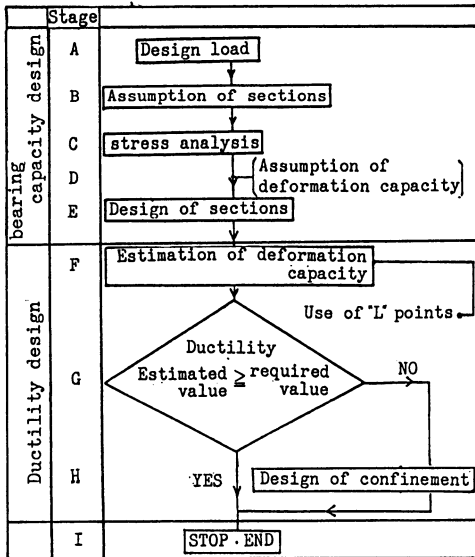 Stage
bearing
capacity design
A
Design load
B
Assumption of sections
C
stress analysis
D
Assumption of
deformation capacity
E
Design of sections
Ductility design
F
Estimation of deformation
capacity
Use of "L" points.
G
Ductility
Estimated ≧ required
value value
NO
H
YES
Design of confinement
I
STOP · END